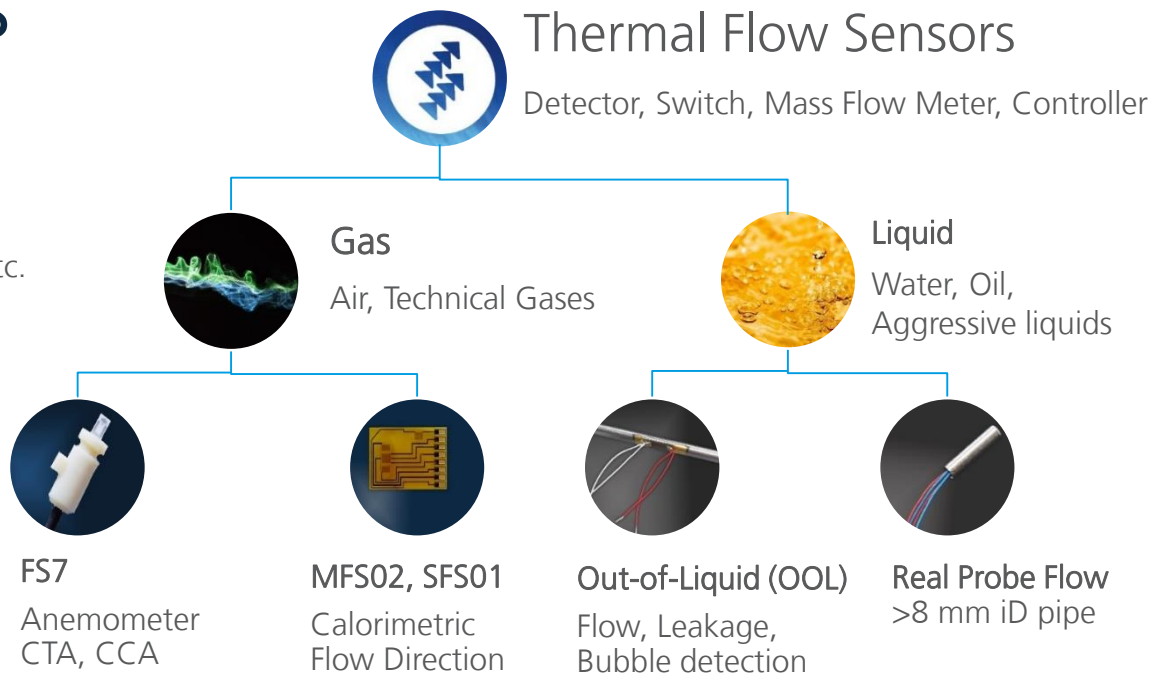 Thermal Flow Sensors
Detector, Switch, Mass Flow Meter, Controller
tc.
Gas
Air, Technical Gases
Liquid
Water, Oil,
Aggressive liquids
FS7
Anemometer
CTA, CCA
MFS02, SFS01
Calorimetric
Flow Direction
Out-of-Liquid (OOL)
Flow, Leakage,
Bubble detection
Real Probe Flow
>8 mm iD pipe